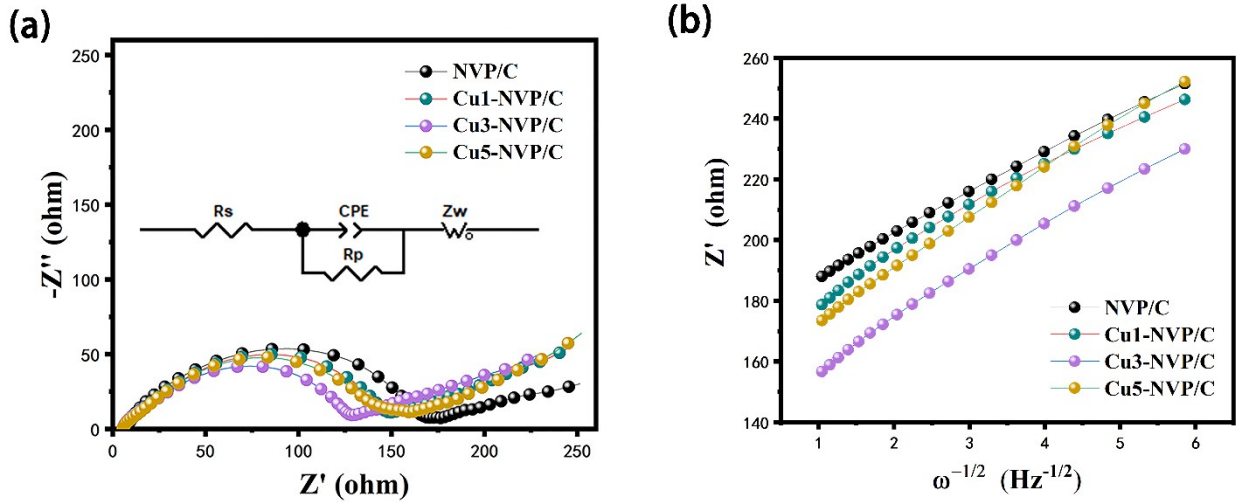 (a)
250
200
150
100
50
0
-Z'' (ohm)
NVP/C
Cu1-NVP/C
Cu3-NVP/C
Cu5-NVP/C
Rs
CPE
Zw
Rp
0
50
100
150
200
250
Z' (ohm)
(b)
260
240
220
200
180
160
140
Z' (ohm)
NVP/C
Cu1-NVP/C
Cu3-NVP/C
Cu5-NVP/C
1
2
3
4
5
6
ω⁻¹/² (Hz⁻¹/²)